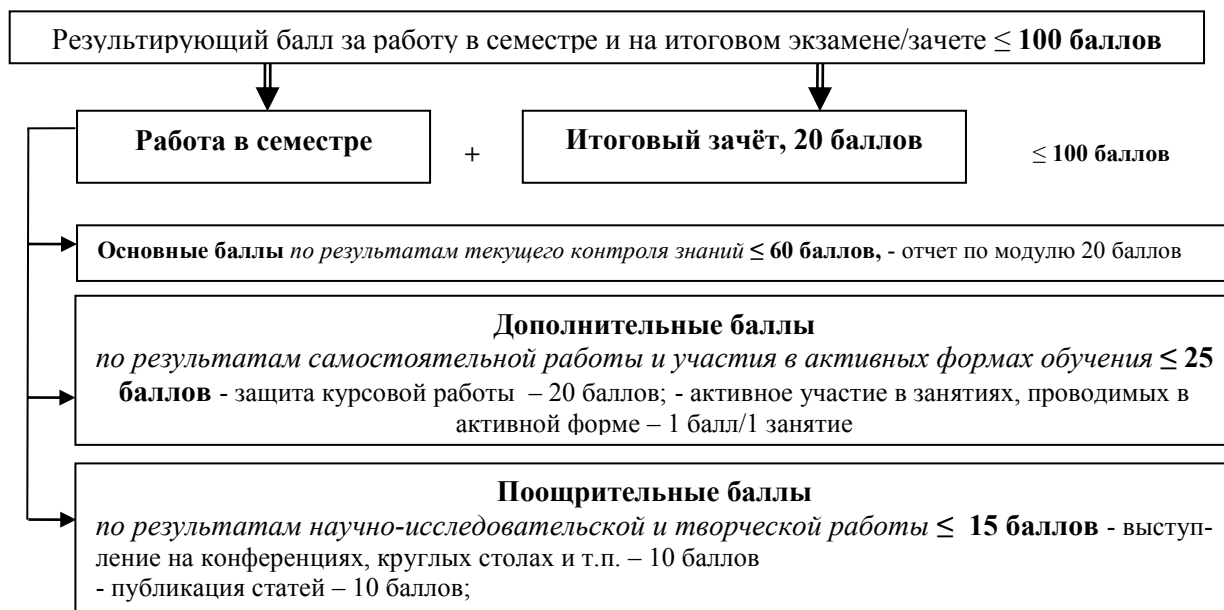 Результирующий балл за работу в семестре и на итоговом экзамене/зачете ≤ 100 баллов
Работа в семестре
+
Итоговый зачёт, 20 баллов
≤ 100 баллов
Основные баллы по результатам текущего контроля знаний ≤ 60 баллов, - отчет по модулю 20 баллов
Дополнительные баллы
по результатам самостоятельной работы и участия в активных формах обучения ≤ 25
баллов - защита курсовой работы – 20 баллов; - активное участие в занятиях, проводимых в
активной форме – 1 балл/1 занятие
Поощрительные баллы
по результатам научно-исследовательской и творческой работы ≤ 15 баллов - выступ-
ление на конференциях, круглых столах и т.п. – 10 баллов
- публикация статей – 10 баллов;